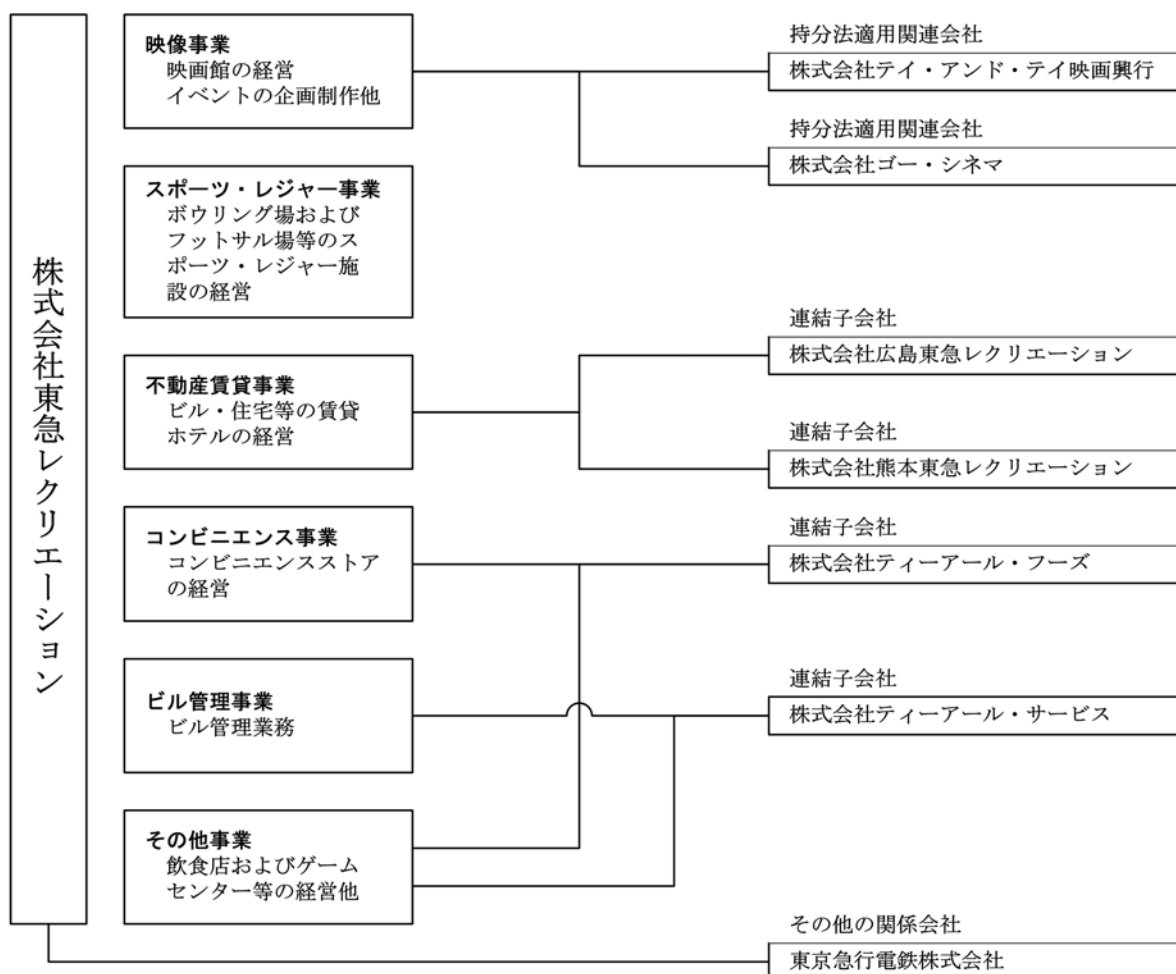 株式会社東急レクリエーション
映像事業
映画館の経営
イベントの企画制作他
スポーツ・レジャー事業
ボウリング場および
フットサル場等のス
ポーツ・レジャー施
設の経営
不動産賃貸事業
ビル・住宅等の賃貸
ホテルの経営
コンビニエンス事業
コンビニエンスストア
の経営
ビル管理事業
ビル管理業務
その他事業
飲食店およびゲーム
センター等の経営他
持分法適用関連会社
株式会社テイ・アンド・テイ映画興行
持分法適用関連会社
株式会社ゴー・シネマ
連結子会社
株式会社広島東急レクリエーション
連結子会社
株式会社熊本東急レクリエーション
連結子会社
株式会社ティーアール・フーズ
連結子会社
株式会社ティーアール・サービス
その他の関係会社
東京急行電鉄株式会社